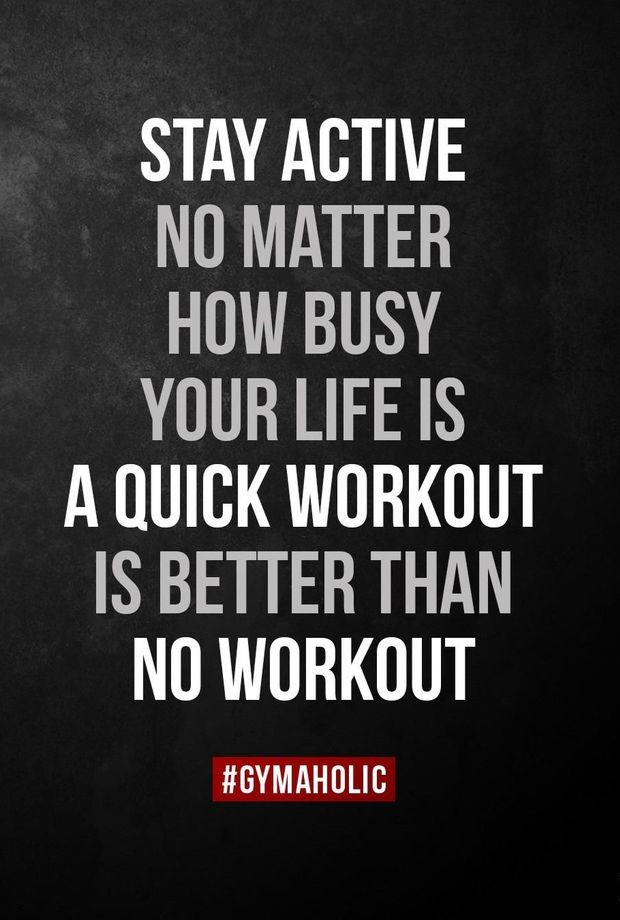 STAY ACTIVE
NO MATTER
HOW BUSY
YOUR LIFE IS
A QUICK WORKOUT
IS BETTER THAN
NO WORKOUT
#GYMAHOLIC